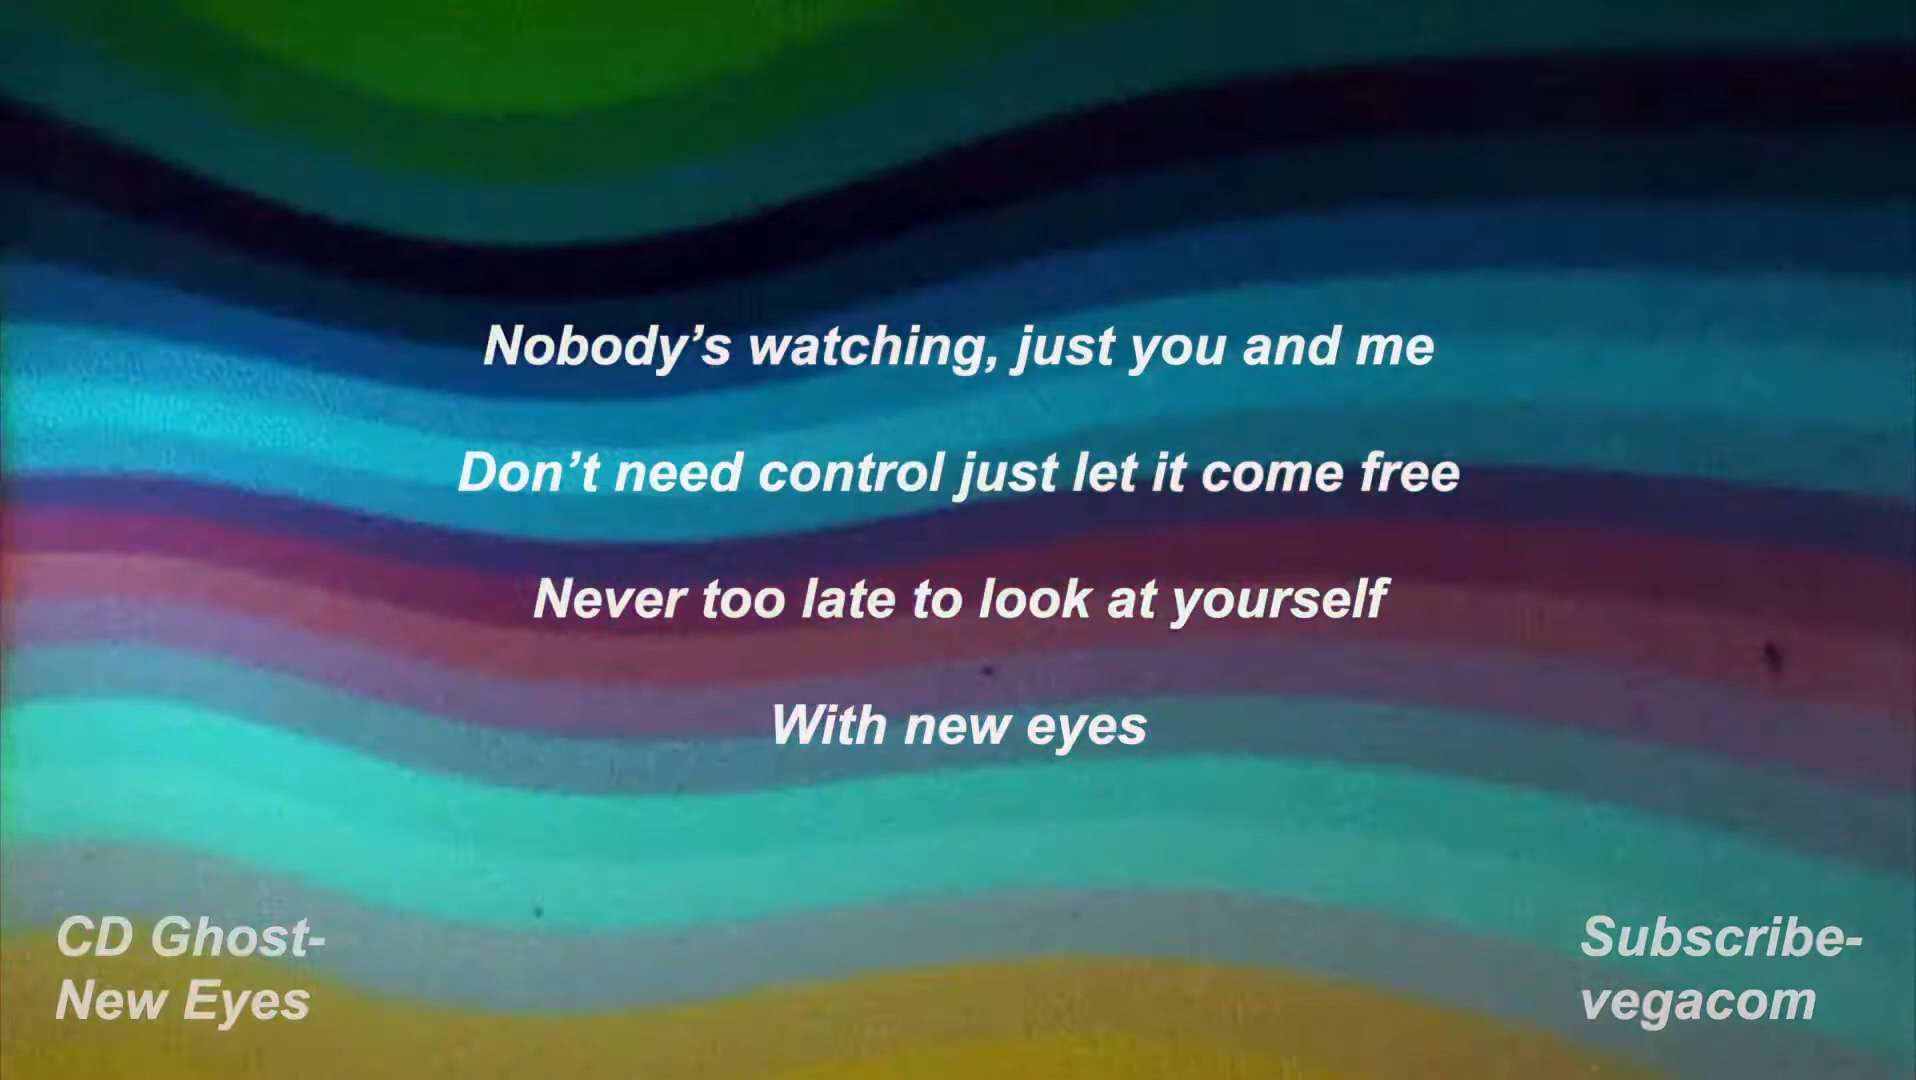 Nobody’s watching, just you and me
Don’t need control just let it come free
Never too late to look at yourself
With new eyes
CD Ghost-
New Eyes
Subscribe-
vegacom